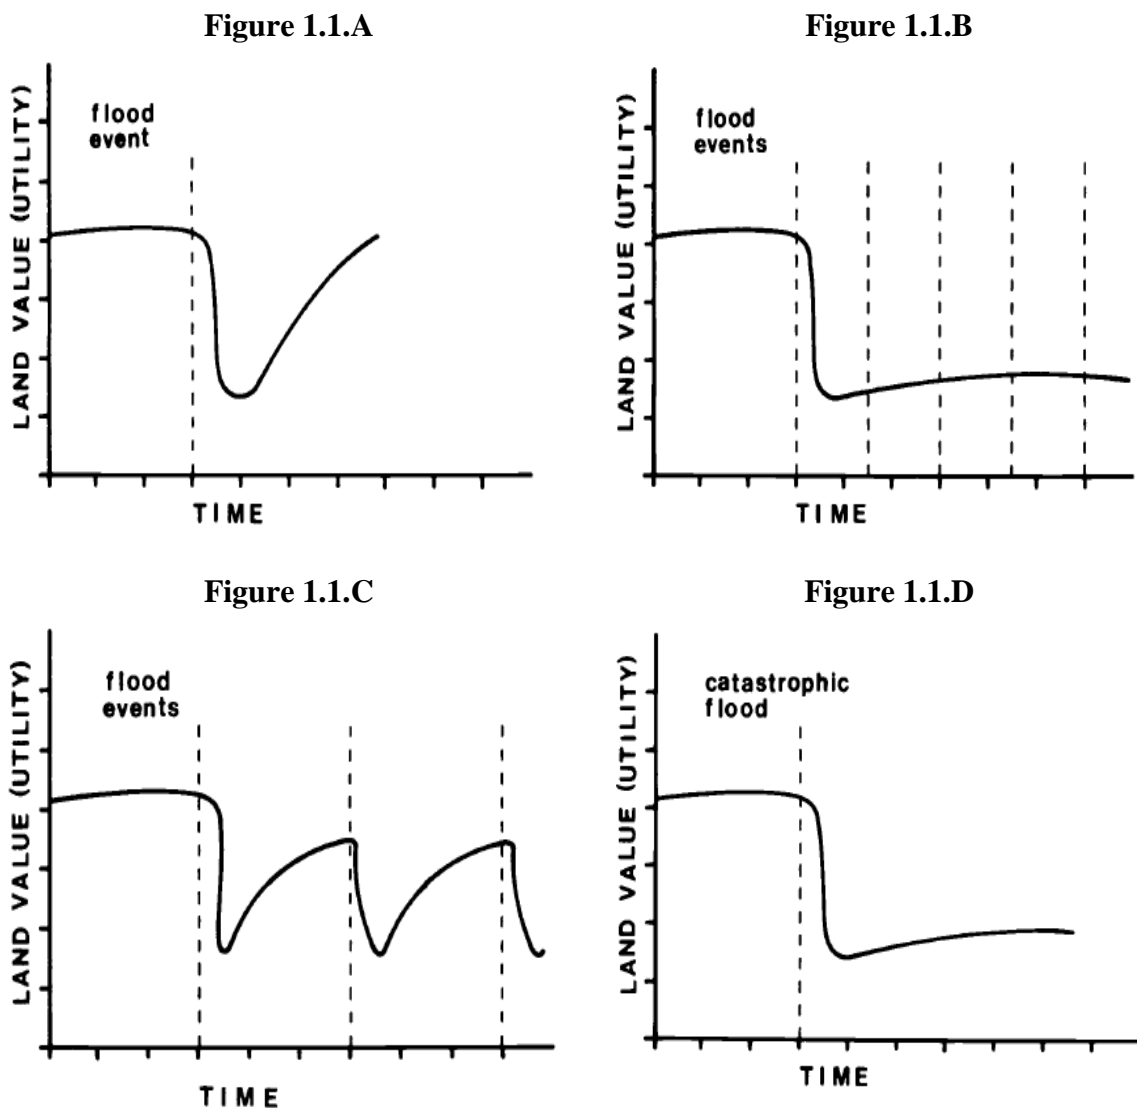 Figure 1.1.A
LAND VALUE (UTILITY)
flood
event
TIME
Figure 1.1.B
LAND VALUE (UTILITY)
flood
events
TIME
Figure 1.1.C
LAND VALUE (UTILITY)
flood
events
TIME
Figure 1.1.D
LAND VALUE (UTILITY)
catastrophic
flood
TIME